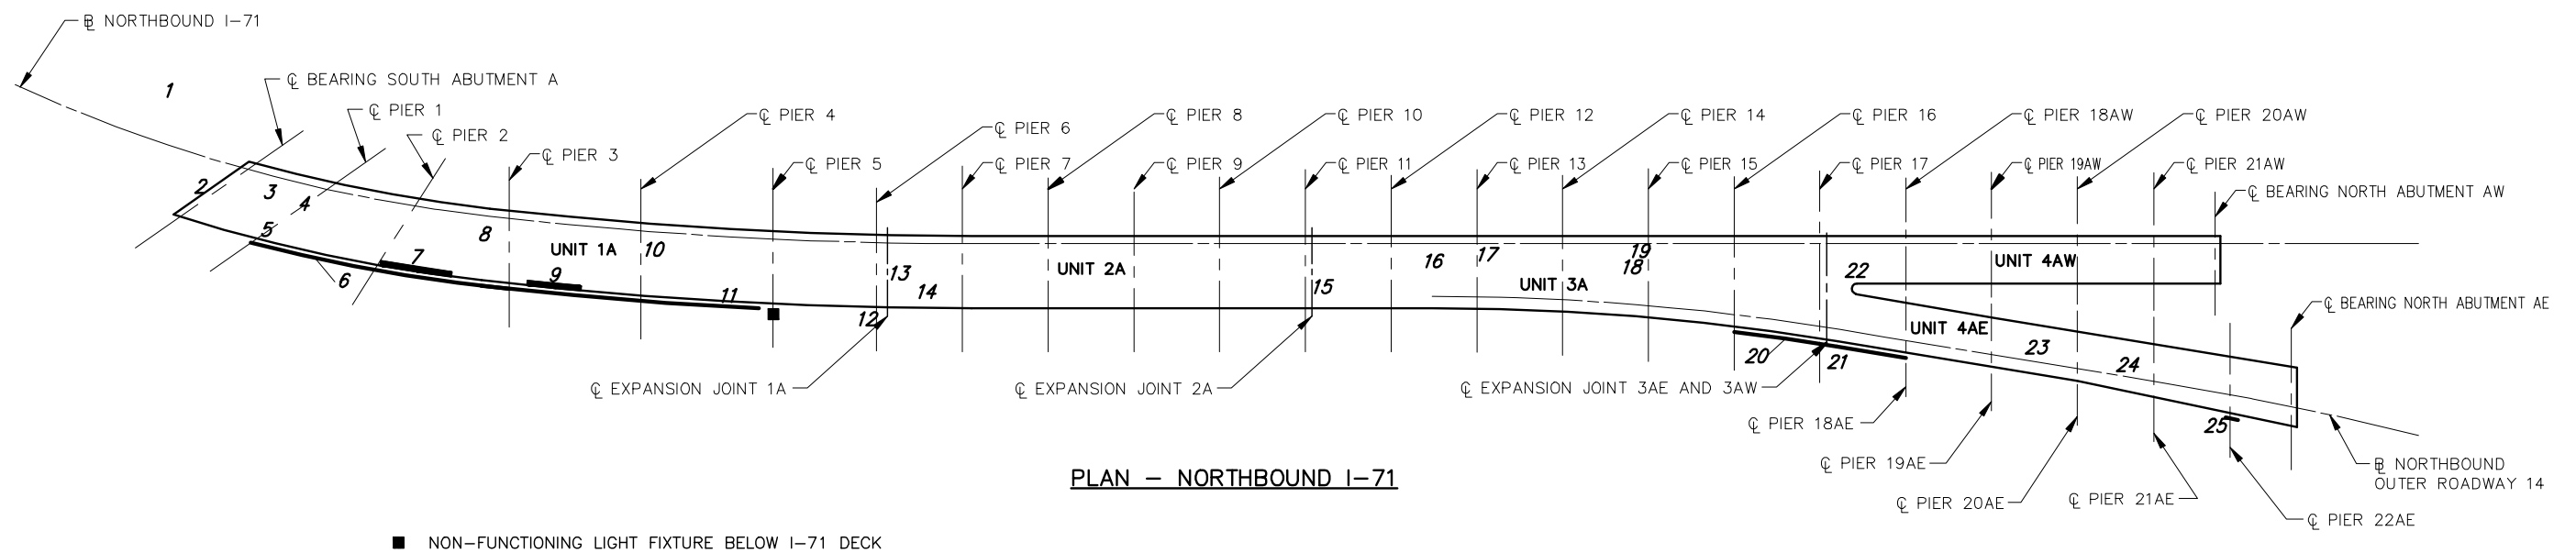 ℄ NORTHBOUND I-71
1
℄ BEARING SOUTH ABUTMENT A
℄ PIER 1
℄ PIER 2
℄ PIER 3
℄ PIER 4
℄ PIER 5
℄ PIER 6
℄ PIER 7
℄ PIER 8
℄ PIER 9
℄ PIER 10
℄ PIER 11
℄ PIER 12
℄ PIER 13
℄ PIER 14
℄ PIER 15
℄ PIER 16
℄ PIER 17
℄ PIER 18AW
℄ PIER 19AW
℄ PIER 20AW
℄ PIER 21AW
℄ BEARING NORTH ABUTMENT AW
2
3
4
5
6
7
8
9
UNIT 1A
10
11
12
13
14
UNIT 2A
15
16
17
18
19
UNIT 3A
20
21
22
UNIT 4AW
UNIT 4AE
23
24
25
℄ BEARING NORTH ABUTMENT AE
℄ EXPANSION JOINT 1A
℄ EXPANSION JOINT 2A
℄ EXPANSION JOINT 3AE AND 3AW
℄ PIER 18AE
℄ PIER 19AE
℄ PIER 20AE
℄ PIER 21AE
℄ PIER 22AE
℄ NORTHBOUND
OUTER ROADWAY 14
PLAN - NORTHBOUND I-71
■ NON-FUNCTIONING LIGHT FIXTURE BELOW I-71 DECK